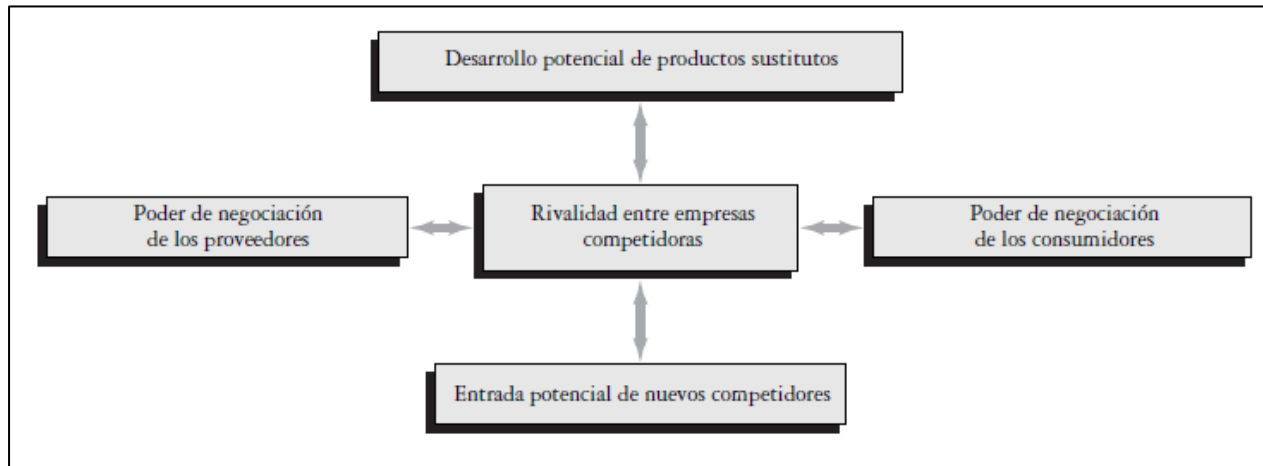 Desarrollo potencial de productos sustitutos
Poder de negociación
de los proveedores
Rivalidad entre empresas
competidoras
Poder de negociación
de los consumidores
Entrada potencial de nuevos competidores